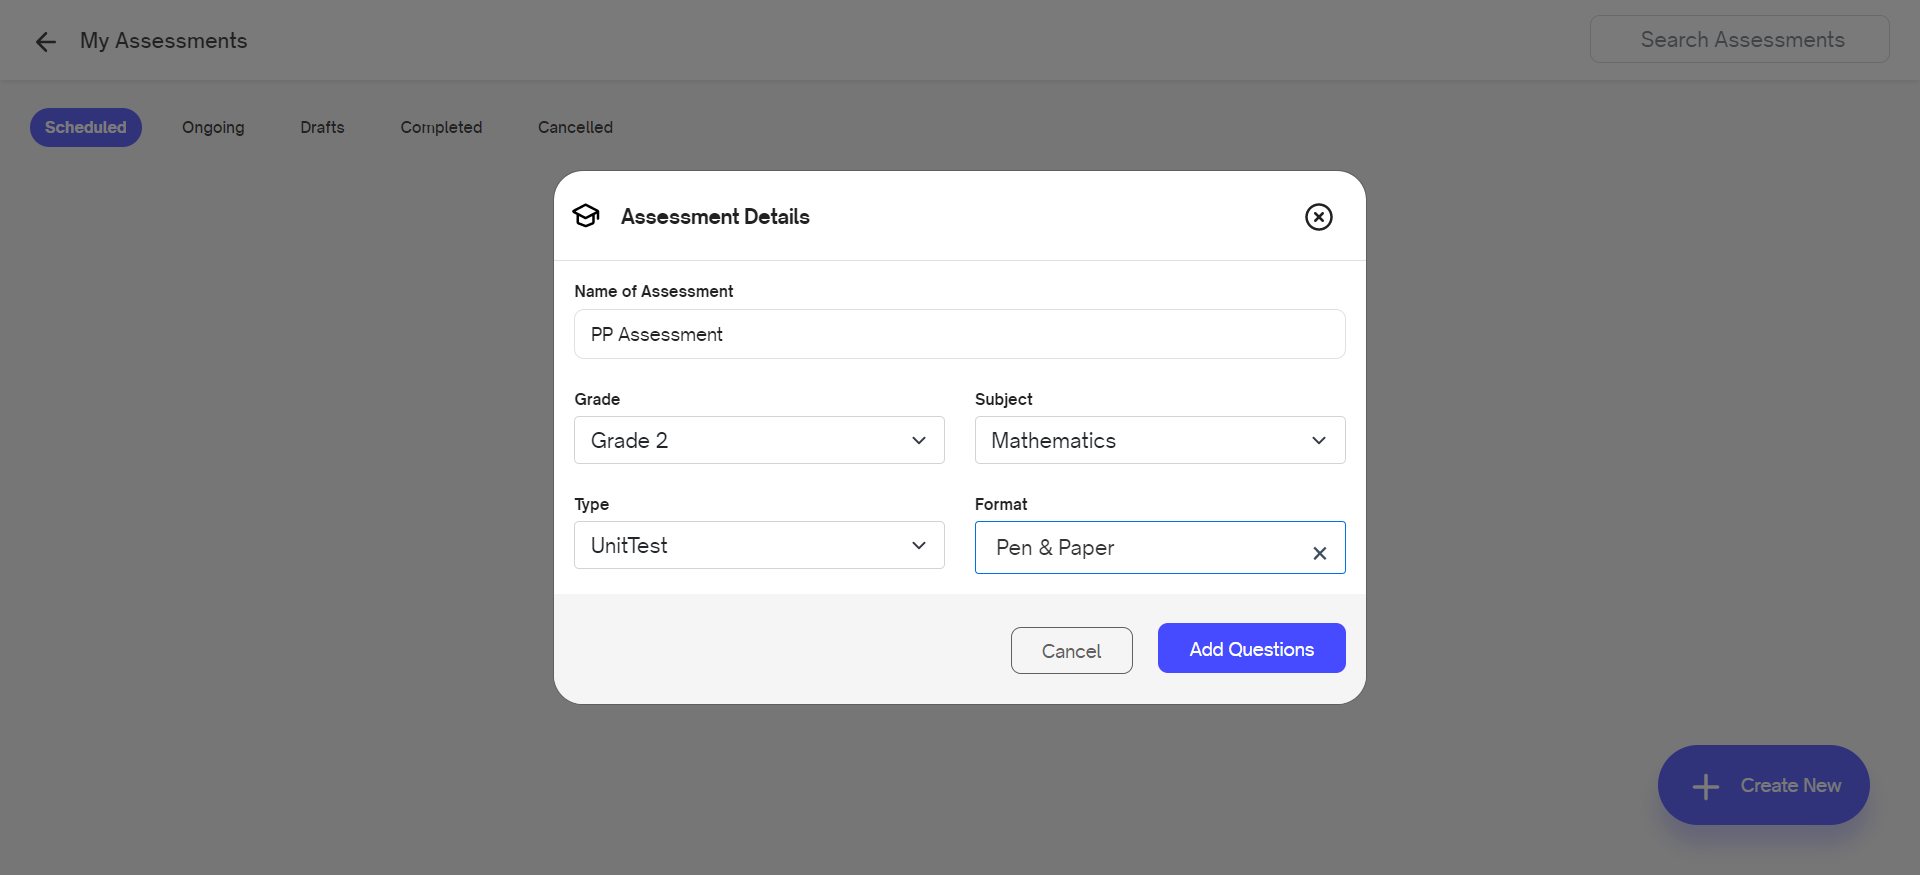 My Assessments
Search Assessments
Scheduled Ongoing Drafts Completed Cancelled
Assessment Details
Name of Assessment
PP Assessment
Grade Subject
Grade 2 Mathematics
Type Format
UnitTest Pen & Paper
Cancel Add Questions
Create New